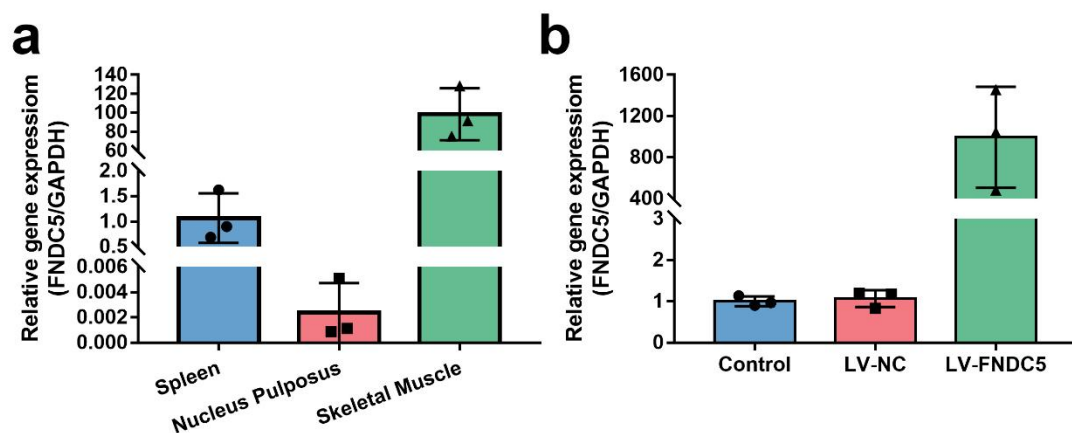 a
Relative gene expressiom
(FNDC5/GAPDH)
140
120
100
80
60
2.0
1.5
1.0
0.5
0.006
0.004
0.002
0.000
Spleen
Nucleus Pulposus
Skeletal Muscle
b
Relative gene expressiom
(FNDC5/GAPDH)
1600
1200
800
400
3
2
1
0
Control
LV-NC
LV-FNDC5